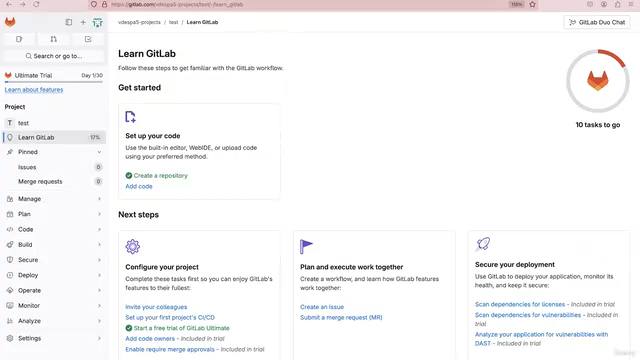 https://gitlab.com/vdespa5-projects/test/-/learn_gitlab
150%
vdespa5-projects / test / Learn GitLab
GitLab Duo Chat
Search or go to...
Ultimate Trial Day 1/30
Learn about features
Project
T test
Learn GitLab 17%
Pinned
Issues 0
Merge requests 0
Manage
Plan
Code
Build
Secure
Deploy
Operate
Monitor
Analyze
Settings
Learn GitLab
Follow these steps to get familiar with the GitLab workflow.
10 tasks to go
Get started
Set up your code
Use the built-in editor, WebIDE, or upload code
using your preferred method.
Create a repository
Add code
Next steps
Configure your project
Complete these tasks first so you can enjoy GitLab's
features to their fullest:
Invite your colleagues
Set up your first project's CI/CD
Start a free trial of GitLab Ultimate
Add code owners - Included in trial
Enable require merge approvals - Included in trial
Plan and execute work together
Create a workflow, and learn how GitLab features
work together:
Create an issue
Submit a merge request (MR)
Secure your deployment
Use GitLab to deploy your application, monitor its
health, and keep it secure:
Scan dependencies for licenses - Included in trial
Scan dependencies for vulnerabilities - Included in
trial
Analyze your application for vulnerabilities with
DAST - Included in trial